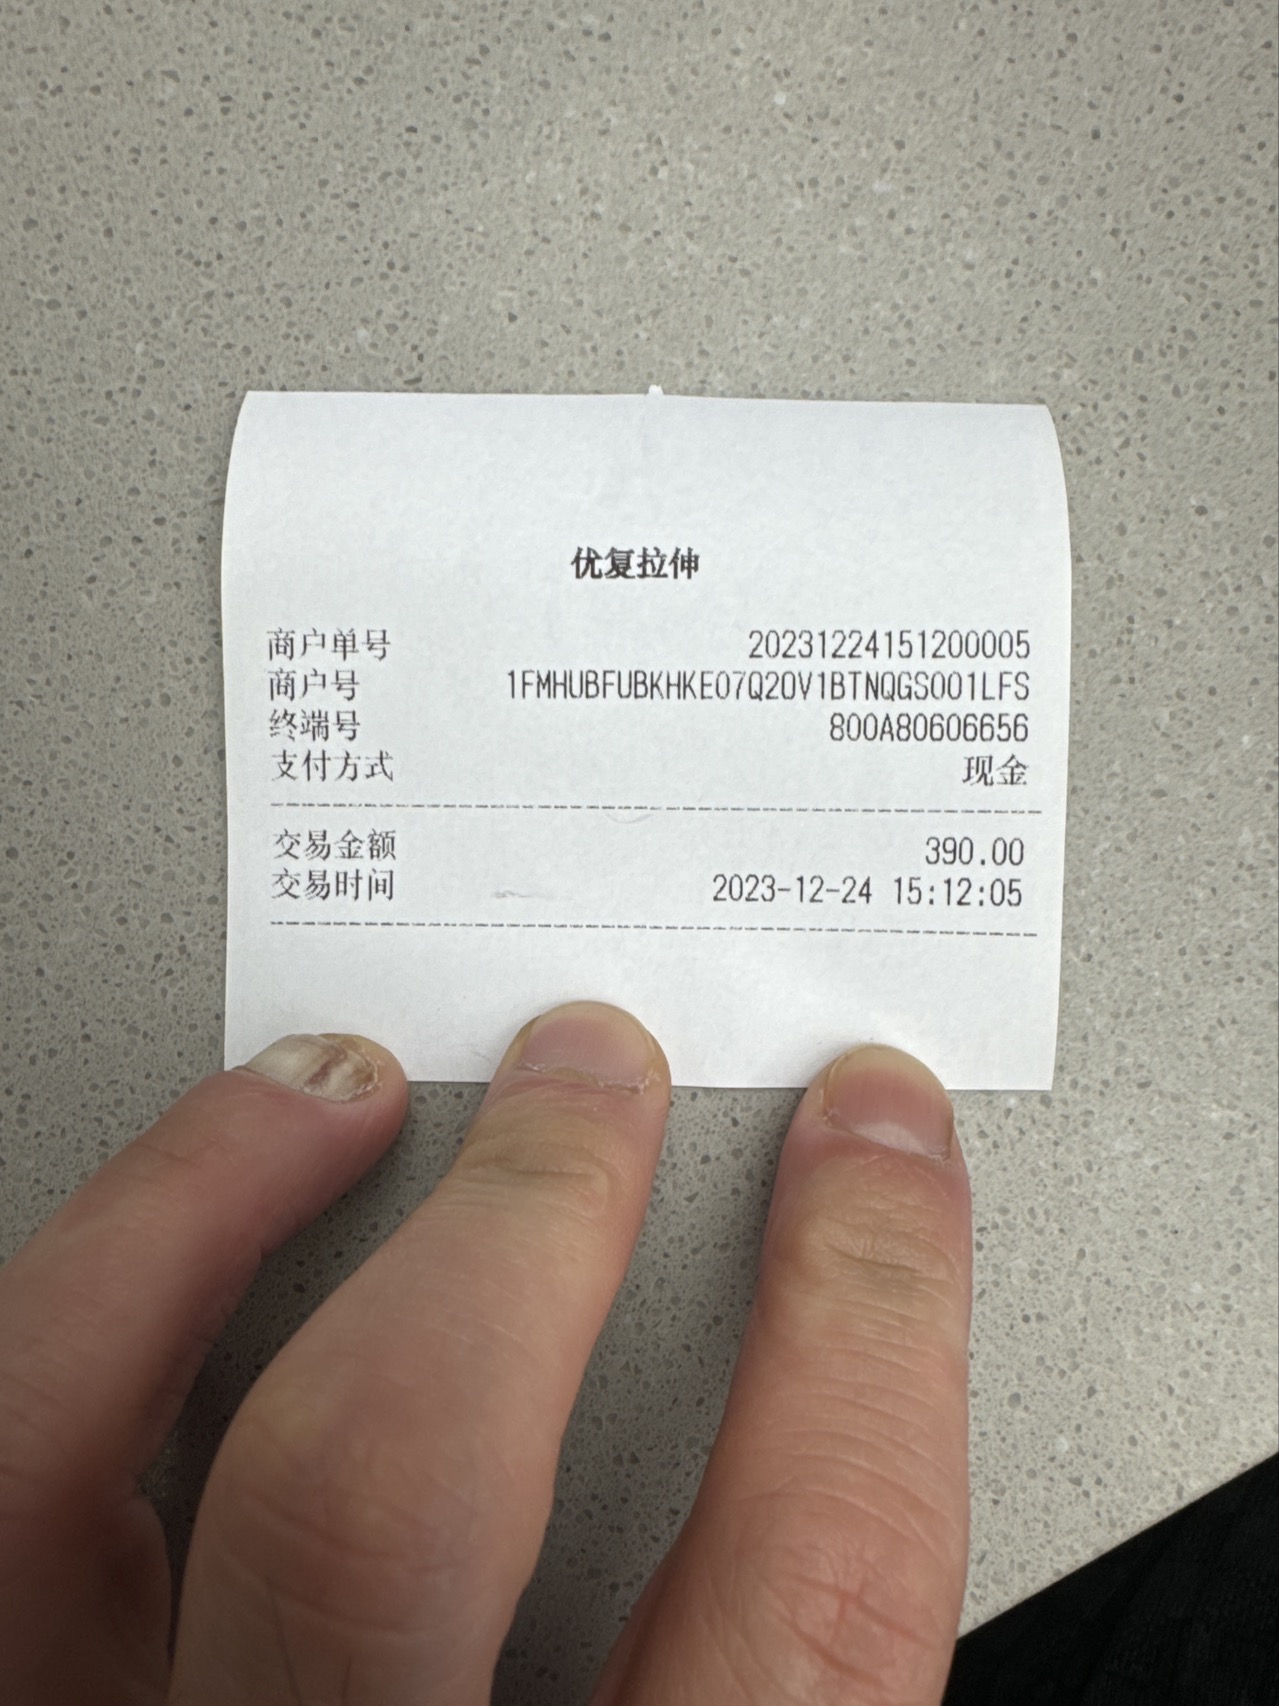 优复拉伸
商户单号 20231224151200005
商户号 1FMHUBFUBKHKE07Q20V1BTNQGS001LFS
终端号 800A80606656
支付方式 现金
交易金额 390.00
交易时间 2023-12-24 15:12:05